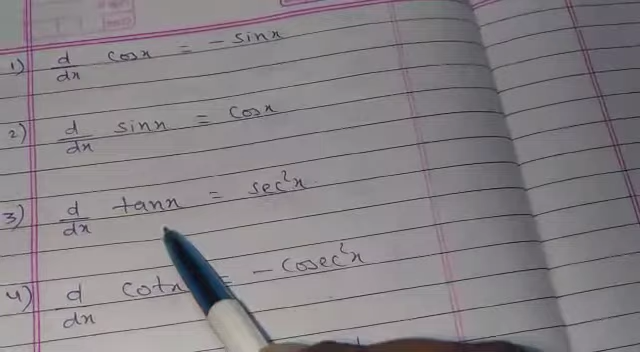 1) d/dx cosx = - sinx
2) d/dx sinx = cosx
3) d/dx tanx = sec²x
4) d/dx cotx = - cosec²x